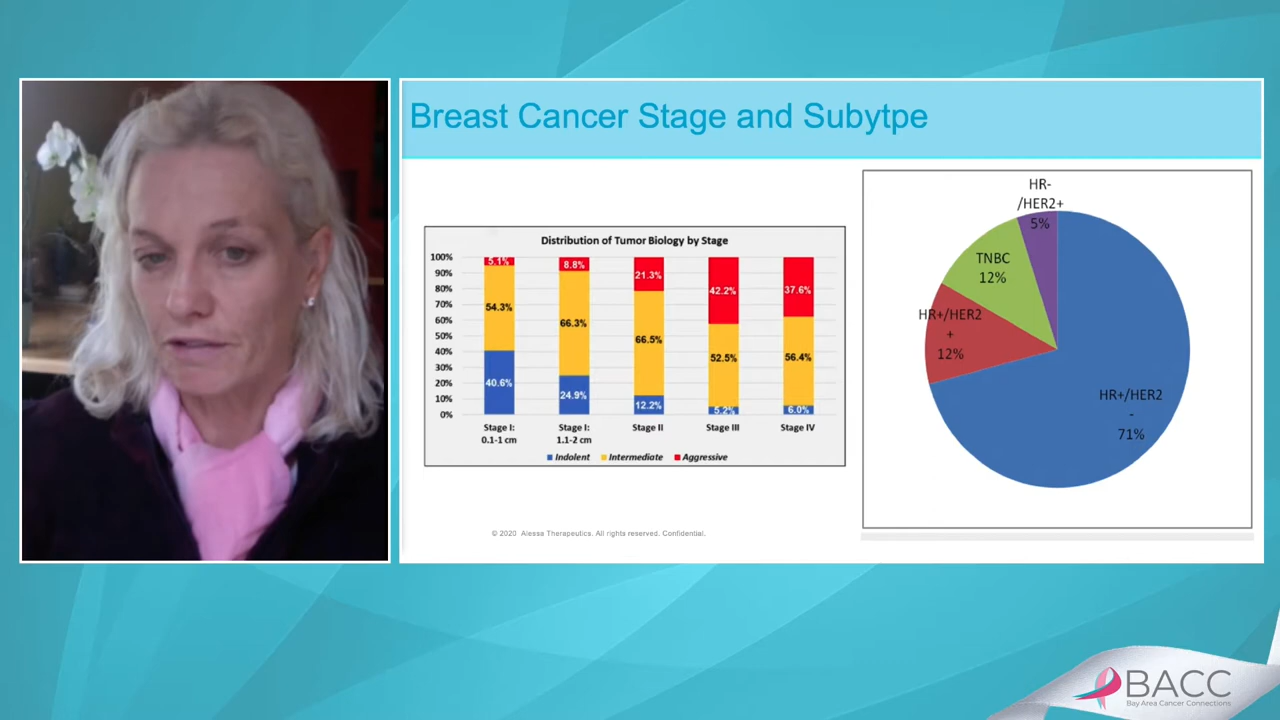 Breast Cancer Stage and Subytpe
Distribution of Tumor Biology by Stage
100%
90%
80%
70%
60%
50%
40%
30%
20%
10%
0%
5.1%
54.3%
40.6%
8.8%
66.3%
24.9%
21.3%
66.5%
12.2%
42.2%
52.5%
5.2%
37.6%
56.4%
6.0%
Stage I:
0.1-1 cm
Stage I:
1.1-2 cm
Stage II
Stage III
Stage IV
Indolent
Intermediate
Aggressive
HR-
/HER2+
5%
TNBC
12%
HR+/HER2
+
12%
HR+/HER2
-
71%
© 2020 Alessa Therapeutics. All rights reserved. Confidential.
BACC
Bay Area Cancer Connections